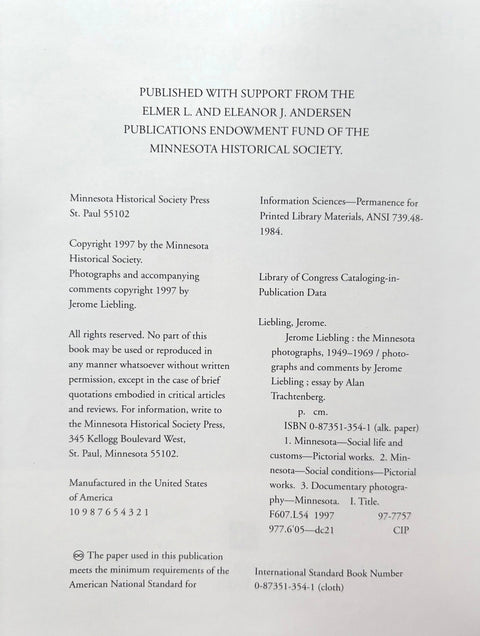 PUBLISHED WITH SUPPORT FROM THE
ELMER L. AND ELEANOR J. ANDERSEN
PUBLICATIONS ENDOWMENT FUND OF THE
MINNESOTA HISTORICAL SOCIETY.
Minnesota Historical Society Press
St. Paul 55102
Copyright 1997 by the Minnesota
Historical Society.
Photographs and accompanying
comments copyright 1997 by
Jerome Liebling.
All rights reserved. No part of this
book may be used or reproduced in
any manner whatsoever without written
permission, except in the case of brief
quotations embodied in critical articles
and reviews. For information, write to
the Minnesota Historical Society Press,
345 Kellogg Boulevard West,
St. Paul, Minnesota 55102.
Manufactured in the United States
of America
10 9 8 7 6 5 4 3 2 1
♾ The paper used in this publication
meets the minimum requirements of the
American National Standard for
Information Sciences—Permanence for
Printed Library Materials, ANSI 739.48-
1984.
Library of Congress Cataloging-in-
Publication Data
Liebling, Jerome.
Jerome Liebling : the Minnesota
photographs, 1949–1969 / photo-
graphs and comments by Jerome
Liebling ; essay by Alan
Trachtenberg.
p. cm.
ISBN 0-87351-354-1 (alk. paper)
1. Minnesota—Social life and
customs—Pictorial works. 2. Min-
nesota—Social conditions—Pictorial
works. 3. Documentary photogra-
phy—Minnesota. I. Title.
F607.L54 1997 97-7757
977.6'05—dc21 CIP
International Standard Book Number
0-87351-354-1 (cloth)